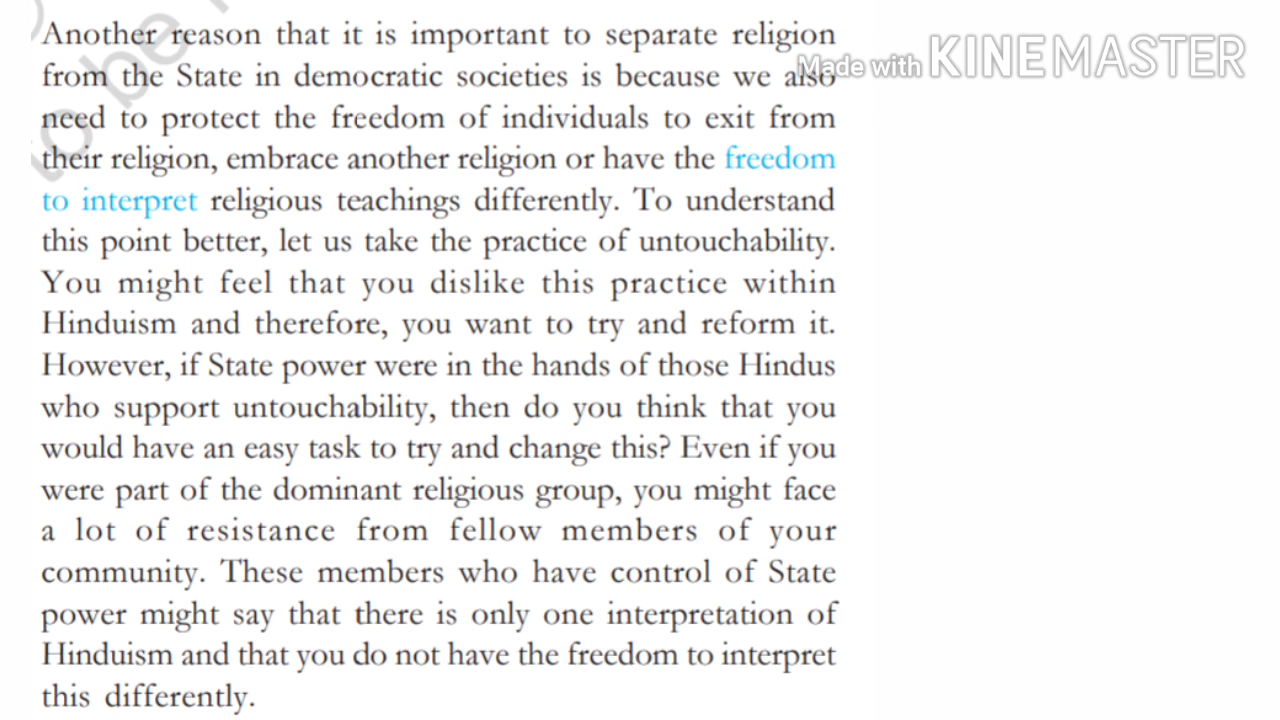 Another reason that it is important to separate religion
from the State in democratic societies is because we also
need to protect the freedom of individuals to exit from
their religion, embrace another religion or have the freedom
to interpret religious teachings differently. To understand
this point better, let us take the practice of untouchability.
You might feel that you dislike this practice within
Hinduism and therefore, you want to try and reform it.
However, if State power were in the hands of those Hindus
who support untouchability, then do you think that you
would have an easy task to try and change this? Even if you
were part of the dominant religious group, you might face
a lot of resistance from fellow members of your
community. These members who have control of State
power might say that there is only one interpretation of
Hinduism and that you do not have the freedom to interpret
this differently.
Made with KINEMASTER
to be